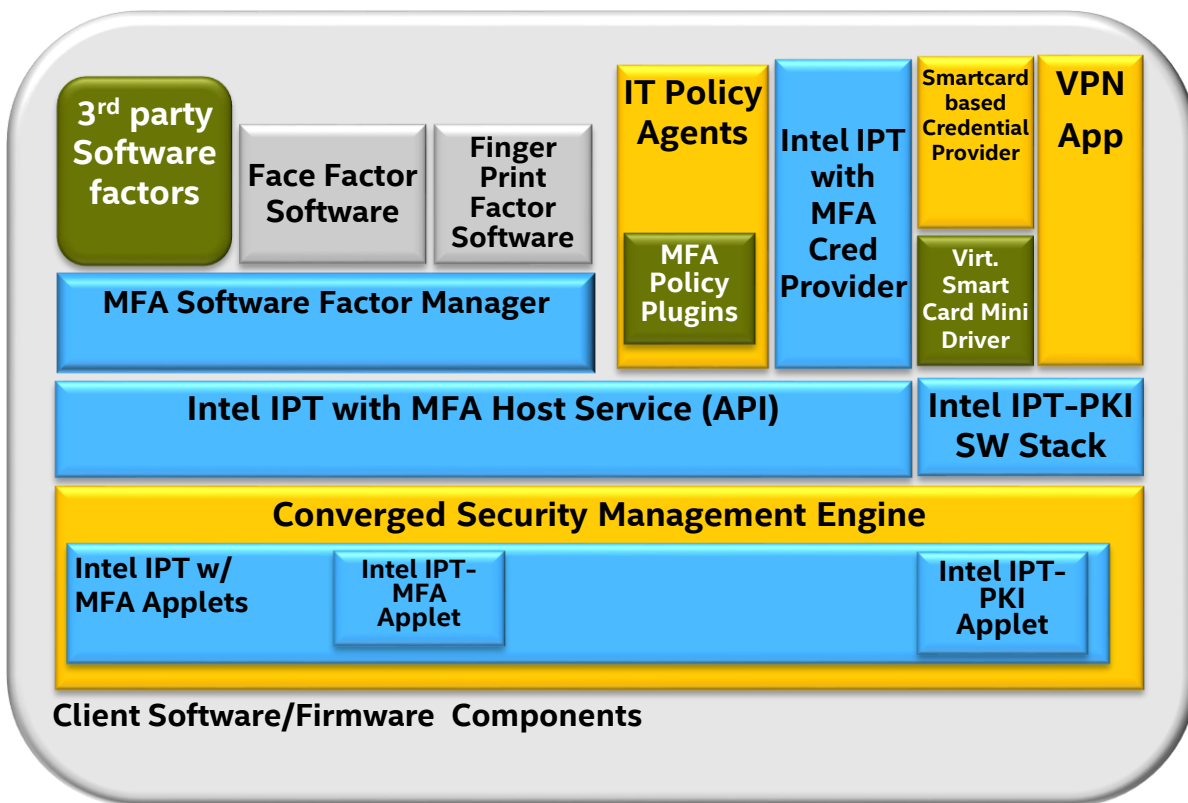 3rd party
Software
factors
Face Factor
Software
Finger
Print
Factor
Software
IT Policy
Agents
MFA
Policy
Plugins
Intel IPT
with
MFA
Cred
Provider
Smartcard
based
Credential
Provider
Virt.
Smart
Card Mini
Driver
VPN
App
MFA Software Factor Manager
Intel IPT with MFA Host Service (API)
Intel IPT-PKI
SW Stack
Converged Security Management Engine
Intel IPT w/
MFA Applets
Intel IPT-
MFA
Applet
Intel IPT-
PKI
Applet
Client Software/Firmware Components